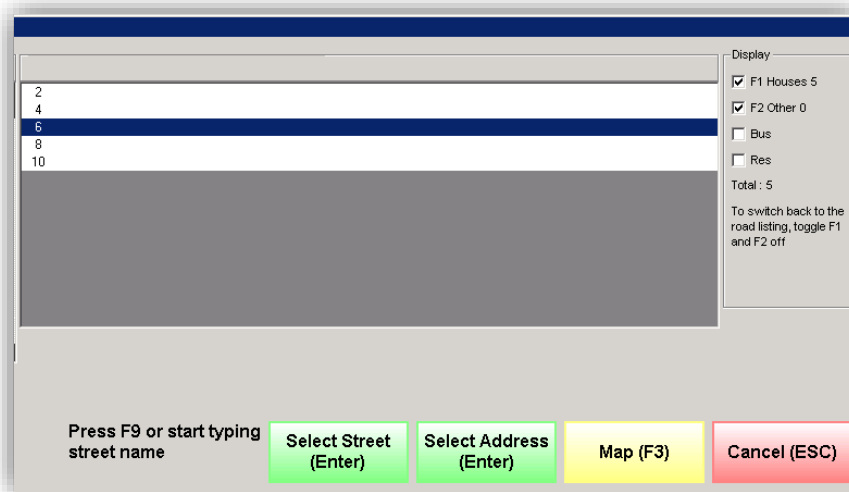 Display
2
4
6
8
10
F1 Houses 5
F2 Other 0
Bus
Res
Total : 5
To switch back to the
road listing, toggle F1
and F2 off
Press F9 or start typing
street name
Select Street
(Enter)
Select Address
(Enter)
Map (F3)
Cancel (ESC)